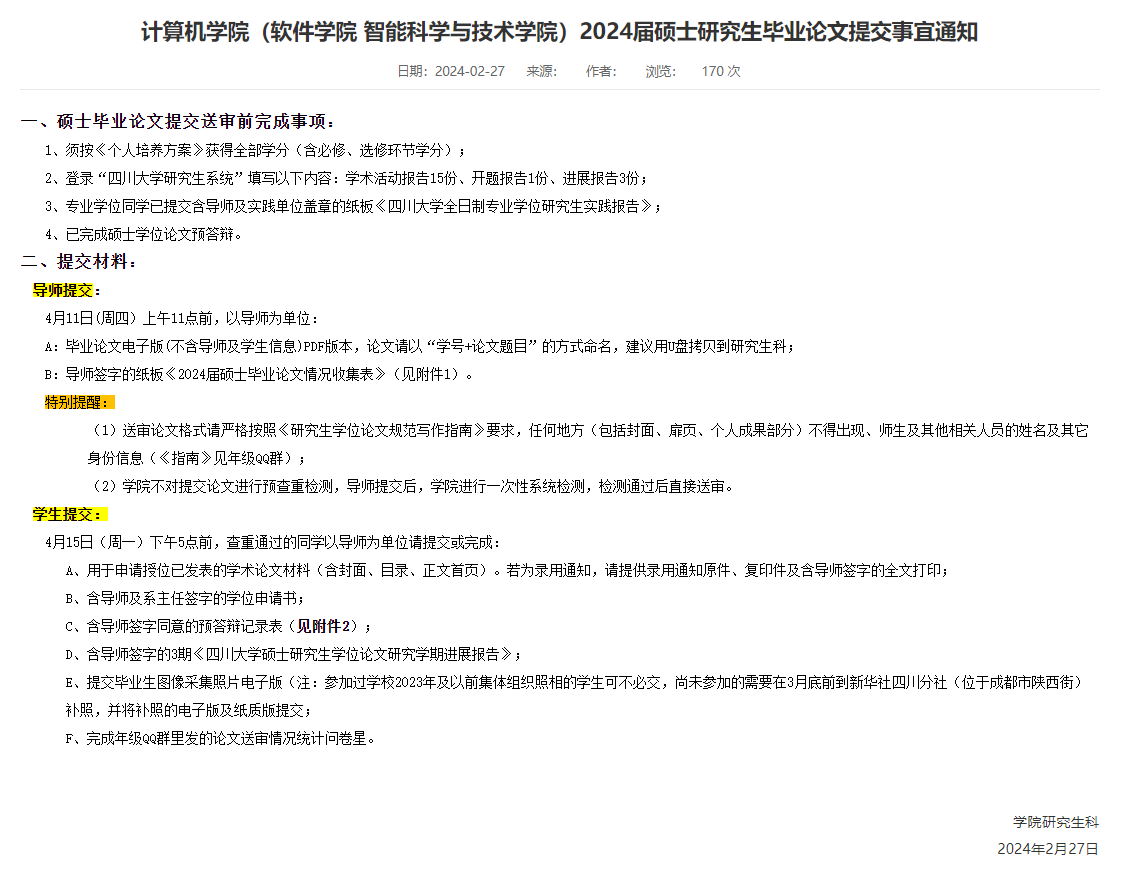 计算机学院（软件学院 智能科学与技术学院）2024届硕士研究生毕业论文提交事宜通知
日期：2024-02-27 来源： 作者： 浏览： 170 次
一、硕士毕业论文提交送审前完成事项：
1、须按《个人培养方案》获得全部学分（含必修、选修环节学分）；
2、登录“四川大学研究生系统”填写以下内容：学术活动报告15份、开题报告1份、进展报告3份；
3、专业学位同学已提交含导师及实践单位盖章的纸板《四川大学全日制专业学位研究生实践报告》；
4、已完成硕士学位论文预答辩。
二、提交材料：
导师提交：
4月11日(周四）上午11点前，以导师为单位：
A：毕业论文电子版(不含导师及学生信息)PDF版本，论文请以“学号+论文题目”的方式命名，建议用U盘拷贝到研究生科；
B：导师签字的纸板《2024届硕士毕业论文情况收集表》（见附件1）。
特别提醒：
（1）送审论文格式请严格按照《研究生学位论文规范写作指南》要求，任何地方（包括封面、扉页、个人成果部分）不得出现、师生及其他相关人员的姓名及其它
身份信息（《指南》见年级QQ群）；
（2）学院不对提交论文进行预查重检测，导师提交后，学院进行一次性系统检测，检测通过后直接送审。
学生提交：
4月15日（周一）下午5点前，查重通过的同学以导师为单位请提交或完成：
A、用于申请授位已发表的学术论文材料（含封面、目录、正文首页）。若为录用通知，请提供录用通知原件、复印件及含导师签字的全文打印；
B、含导师及系主任签字的学位申请书；
C、含导师签字同意的预答辩记录表（见附件2）；
D、含导师签字的3期《四川大学硕士研究生学位论文研究学期进展报告》；
E、提交毕业生图像采集照片电子版（注：参加过学校2023年及以前集体组织照相的学生可不必交，尚未参加的需要在3月底前到新华社四川分社（位于成都市陕西街）
补照，并将补照的电子版及纸质版提交；
F、完成年级QQ群里发的论文送审情况统计问卷星。
学院研究生科
2024年2月27日